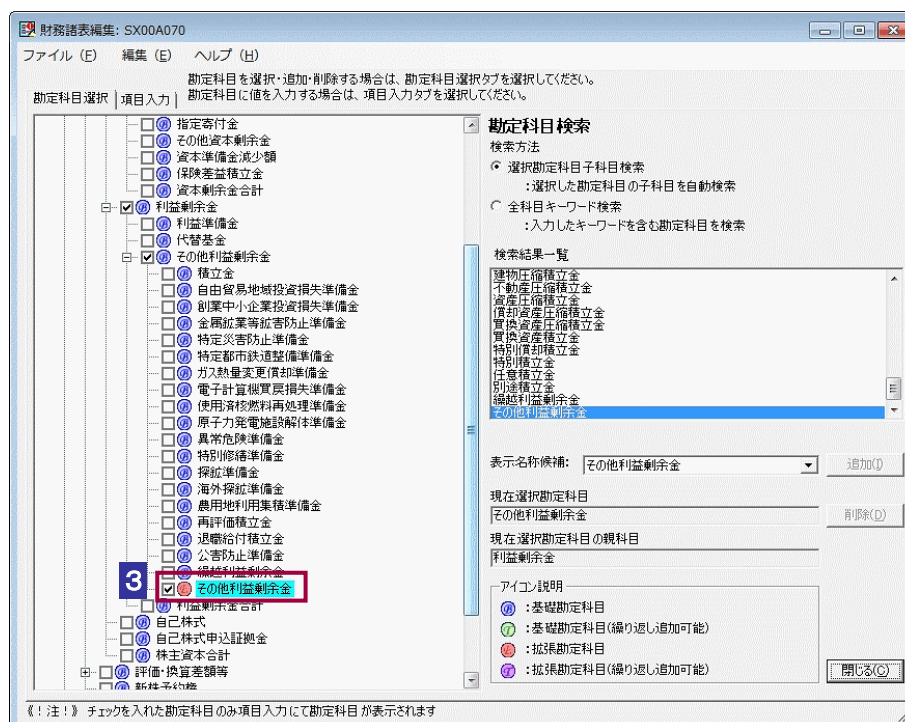 財務諸表編集: SX00A070
ファイル (F) 編集 (E) ヘルプ (H)
勘定科目を選択・追加・削除する場合は、勘定科目選択タブを選択してください。
勘定科目に値を入力する場合は、項目入力タブを選択してください。
勘定科目選択 項目入力
指定寄付金
その他資本剰余金
資本準備金減少額
保険差益積立金
資本剰余金合計
利益剰余金
利益準備金
代替基金
その他利益剰余金
積立金
自由貿易地域投資損失準備金
創業中小企業投資損失準備金
金属鉱業等鉱害防止準備金
特定災害防止準備金
特定都市鉄道整備準備金
ガス熱量変更償却準備金
電子計算機買戻損失準備金
使用済核燃料再処理準備金
原子力発電施設解体準備金
異常危険準備金
特別修繕準備金
探鉱準備金
海外探鉱準備金
農用地利用集積準備金
再評価積立金
退職給付積立金
公害防止準備金
繰越利益剰余金
3
その他利益剰余金
利益剰余金合計
自己株式
自己株式申込証拠金
株主資本合計
評価・換算差額等
新株予約権
勘定科目検索
検索方法
選択勘定科目子科目検索
:選択した勘定科目の子科目を自動検索
全科目キーワード検索
:入力したキーワードを含む勘定科目を検索
検索結果一覧
建物圧縮積立金
不動産圧縮積立金
資産圧縮積立金
償却資産圧縮積立金
買換資産圧縮積立金
買換資産積立金
特別償却積立金
特別積立金
任意積立金
別途積立金
繰越利益剰余金
その他利益剰余金
表示名称候補: その他利益剰余金 追加(I)
現在選択勘定科目
その他利益剰余金 削除(D)
現在選択勘定科目の親科目
利益剰余金
アイコン説明
B :基礎勘定科目
T :基礎勘定科目(繰り返し追加可能)
L :拡張勘定科目
T :拡張勘定科目(繰り返し追加可能)
閉じる(C)
《!注!》 チェックを入れた勘定科目のみ項目入力にて勘定科目が表示されます